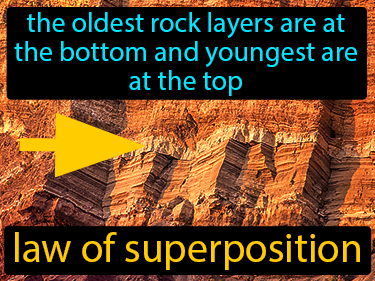 the oldest rock layers are at
the bottom and youngest are
at the top
law of superposition